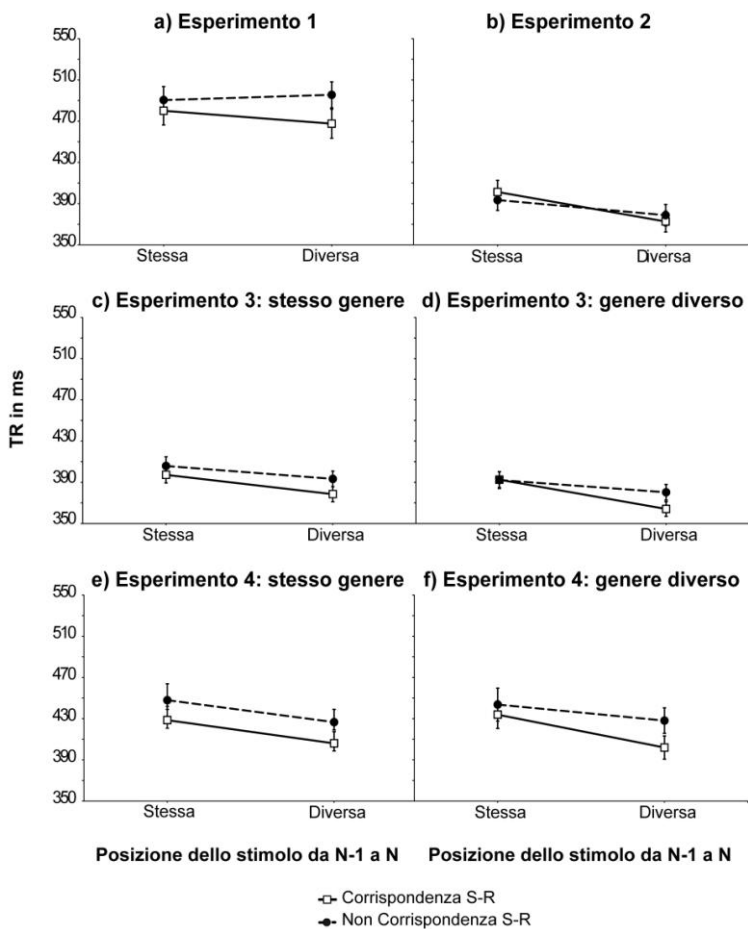 a) Esperimento 1
b) Esperimento 2
550
510
470
430
390
350
Stessa
Diversa
Stessa
Diversa
c) Esperimento 3: stesso genere
d) Esperimento 3: genere diverso
550
510
470
430
390
350
Stessa
Diversa
Stessa
Diversa
TR in ms
e) Esperimento 4: stesso genere
f) Esperimento 4: genere diverso
550
510
470
430
390
350
Stessa
Diversa
Stessa
Diversa
Posizione dello stimolo da N-1 a N
Posizione dello stimolo da N-1 a N
Corrispondenza S-R
Non Corrispondenza S-R